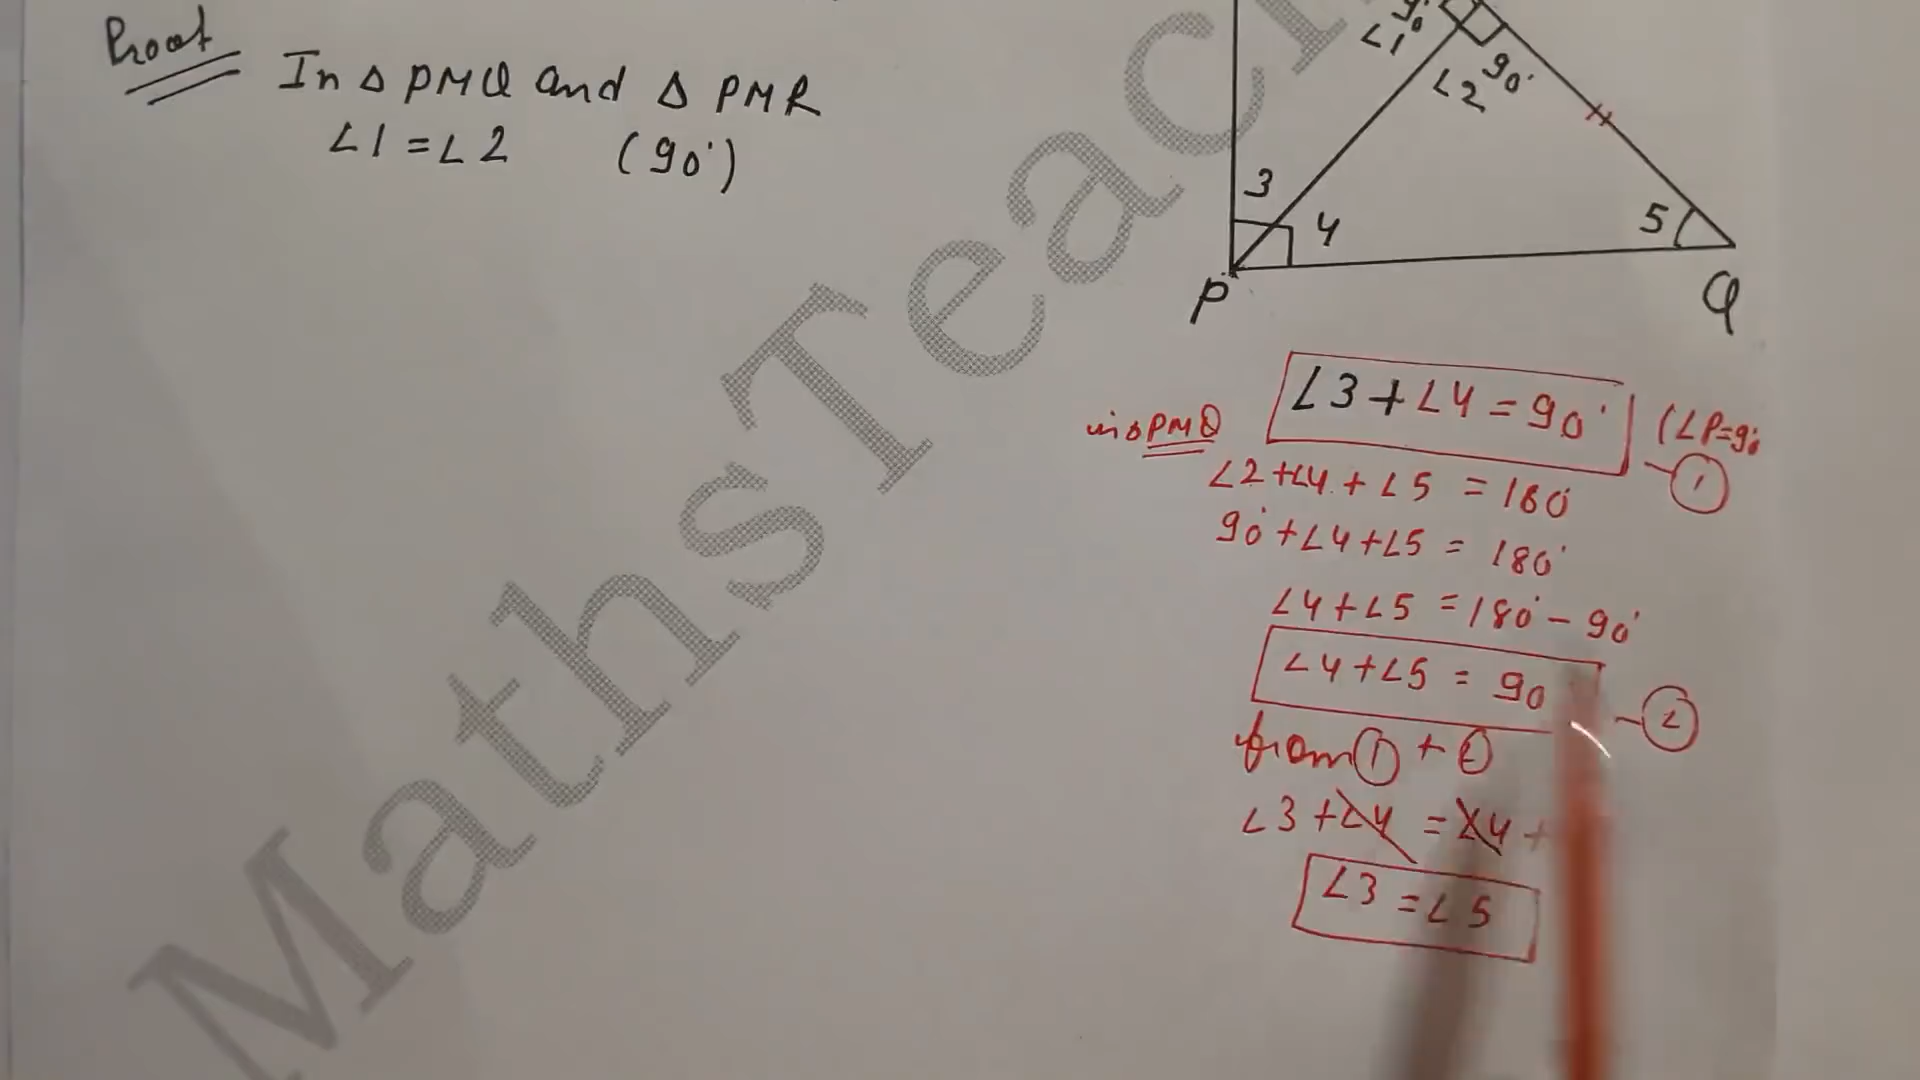 Proof
In Δ PMQ and Δ PMR
∠1 = ∠2 (90°)
90°
∠1
90°
∠2
3
4
5
P
Q
∠3 + ∠4 = 90° (∠P = 90
in Δ PMQ
— ①
∠2 + ∠4 + ∠5 = 180
90° + ∠4 + ∠5 = 180°
∠4 + ∠5 = 180° - 90°
∠4 + ∠5 = 90 — ②
from ① + ②
∠3 + ∠4 = ∠4 +
∠3 = ∠5
MathsTeac